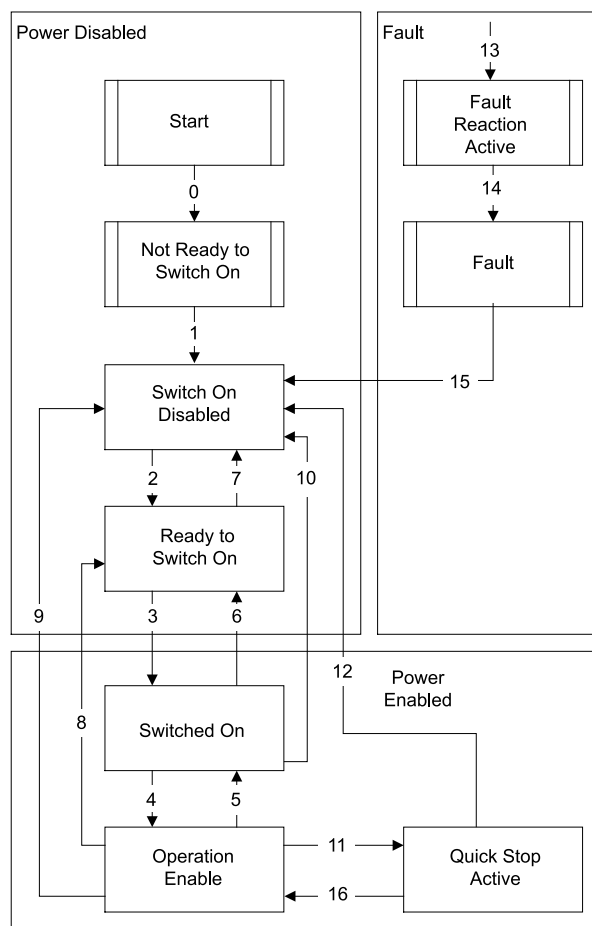 Power Disabled
Fault
13
Start
Fault
Reaction
Active
0
14
Not Ready to
Switch On
Fault
1
Switch On
Disabled
15
2
7
10
Ready to
Switch On
9
3
6
12
Power
Enabled
8
Switched On
4
5
Operation
Enable
11
16
Quick Stop
Active